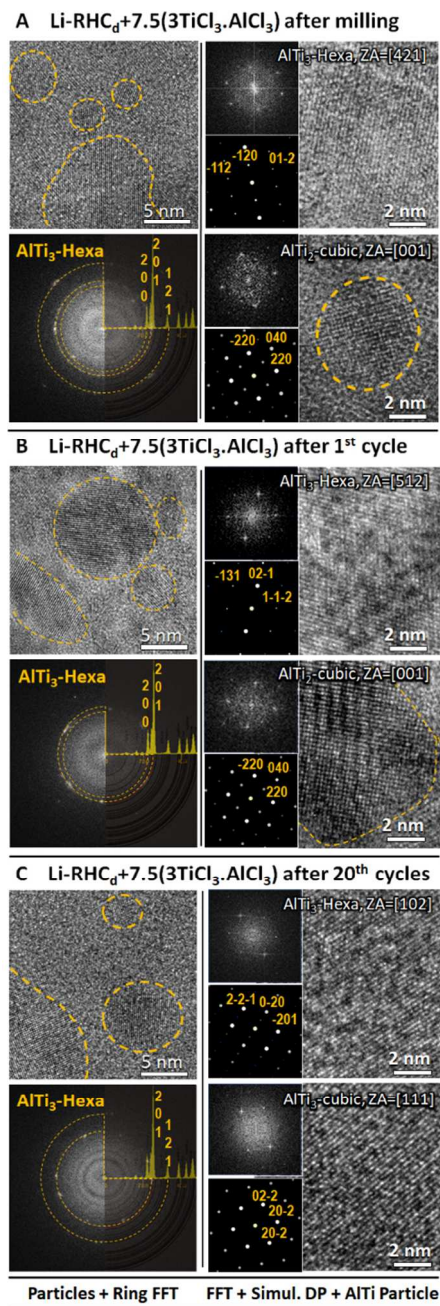 A Li-RHCd+7.5(3TiCl3.AlCl3) after milling
5 nm
AlTi3-Hexa, ZA=[421]
-120
01-2
-112
2 nm
AlTi3-Hexa
2 2 1
0 0 2
0 1 1
AlTi2-cubic, ZA=[001]
-220
040
220
2 nm
B Li-RHCd+7.5(3TiCl3.AlCl3) after 1st cycle
5 nm
AlTi3-Hexa, ZA=[512]
-131
02-1
1-1-2
2 nm
AlTi3-Hexa
2 2
0 0
0 1
AlTi2-cubic, ZA=[001]
-220
040
220
2 nm
C Li-RHCd+7.5(3TiCl3.AlCl3) after 20th cycles
5 nm
AlTi3-Hexa, ZA=[102]
2-2-1
0-20
-201
2 nm
AlTi3-Hexa
2 1
0 2
1 1
AlTi3-cubic, ZA=[111]
02-2
20-2
20-2
2 nm
Particles + Ring FFT
FFT + Simul. DP + AlTi Particle